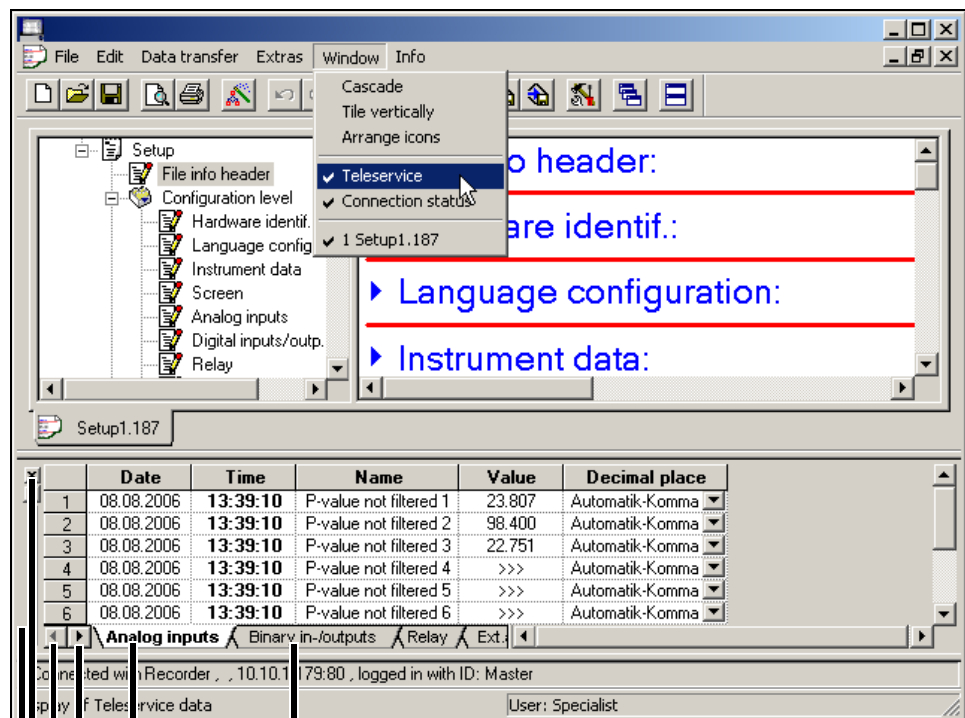 File Edit Data transfer Extras Window Info
Cascade
Tile vertically
Arrange icons
Teleservice
Connection status
1 Setup1.187
Setup
File info header
Configuration level
Hardware identif.
Language config
Instrument data
Screen
Analog inputs
Digital inputs/outp.
Relay
o header:
are identif.:
Language configuration:
Instrument data:
Setup1.187
Date Time Name Value Decimal place
1 08.08.2006 13:39:10 P-value not filtered 1 23.807 Automatik-Komma
2 08.08.2006 13:39:10 P-value not filtered 2 98.400 Automatik-Komma
3 08.08.2006 13:39:10 P-value not filtered 3 22.751 Automatik-Komma
4 08.08.2006 13:39:10 P-value not filtered 4 >>> Automatik-Komma
5 08.08.2006 13:39:10 P-value not filtered 5 >>> Automatik-Komma
6 08.08.2006 13:39:10 P-value not filtered 6 >>> Automatik-Komma
Analog inputs Binary in-/outputs Relay Ext.
Connected with Recorder , , 179:80 , logged in with ID: Master
of Teleservice data User: Specialist